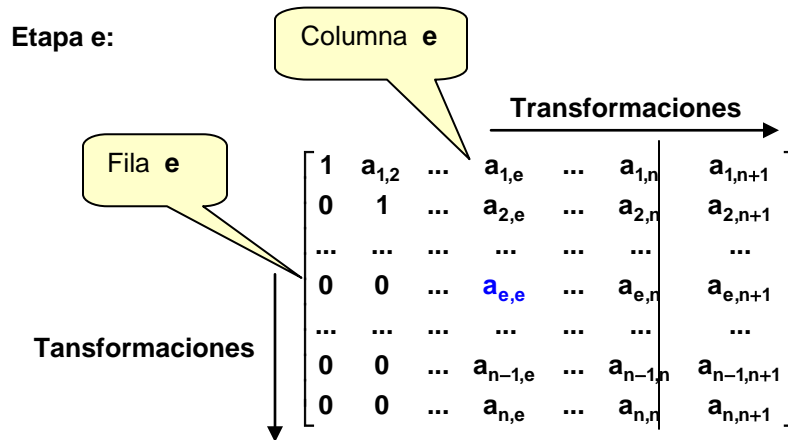 Etapa e:
Columna e
Transformaciones
Fila e
1 a1,2 ... a1,e ... a1,n a1,n+1
0 1 ... a2,e ... a2,n a2,n+1
... ... ... ... ... ... ...
0 0 ... ae,e ... ae,n ae,n+1
... ... ... ... ... ... ...
Tansformaciones
0 0 ... an–1,e ... an–1,n an–1,n+1
0 0 ... an,e ... an,n an,n+1